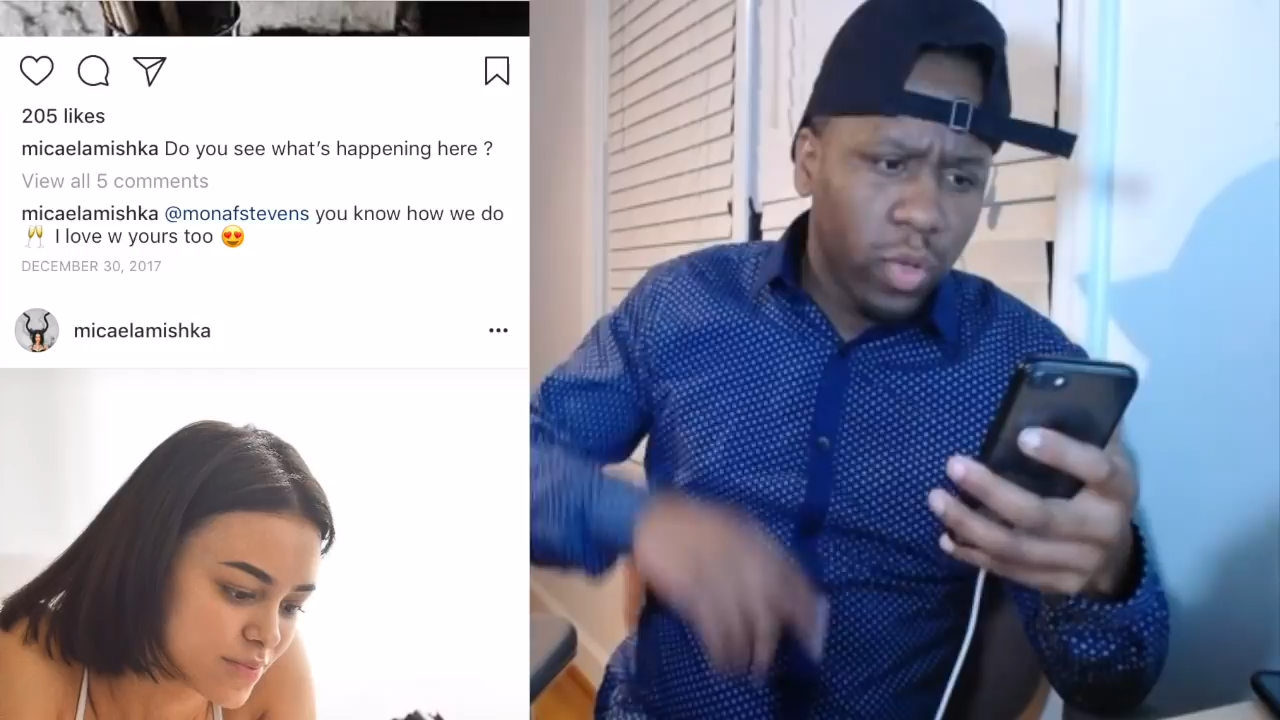 205 likes
micaelamishka Do you see what's happening here ?
View all 5 comments
micaelamishka @monafstevens you know how we do
🥂 I love w yours too 😍
DECEMBER 30, 2017
micaelamishka